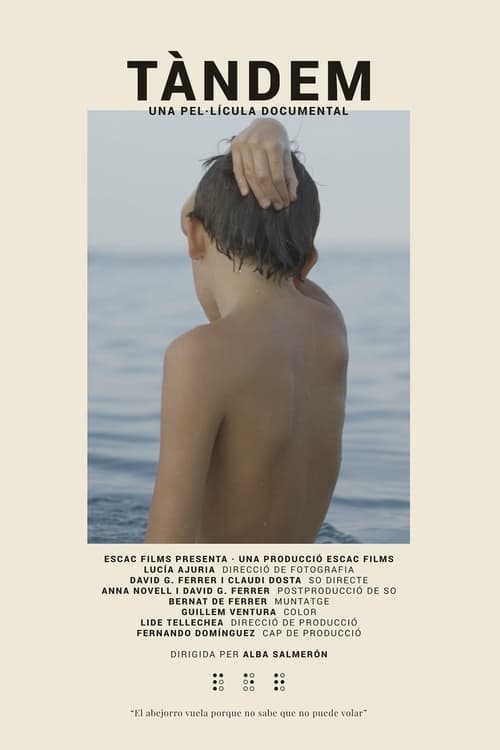 TÀNDEM
UNA PEL·LÍCULA DOCUMENTAL
ESCAC FILMS PRESENTA · UNA PRODUCCIÓ ESCAC FILMS
LUCÍA AJURIA DIRECCIÓ DE FOTOGRAFIA
DAVID G. FERRER I CLAUDI DOSTA SO DIRECTE
ANNA NOVELL I DAVID G. FERRER POSTPRODUCCIÓ DE SO
BERNAT DE FERRER MUNTATGE
GUILLEM VENTURA COLOR
LIDE TELLECHEA DIRECCIÓ DE PRODUCCIÓ
FERNANDO DOMÍNGUEZ CAP DE PRODUCCIÓ
DIRIGIDA PER ALBA SALMERÓN
“El abejorro vuela porque no sabe que no puede volar”